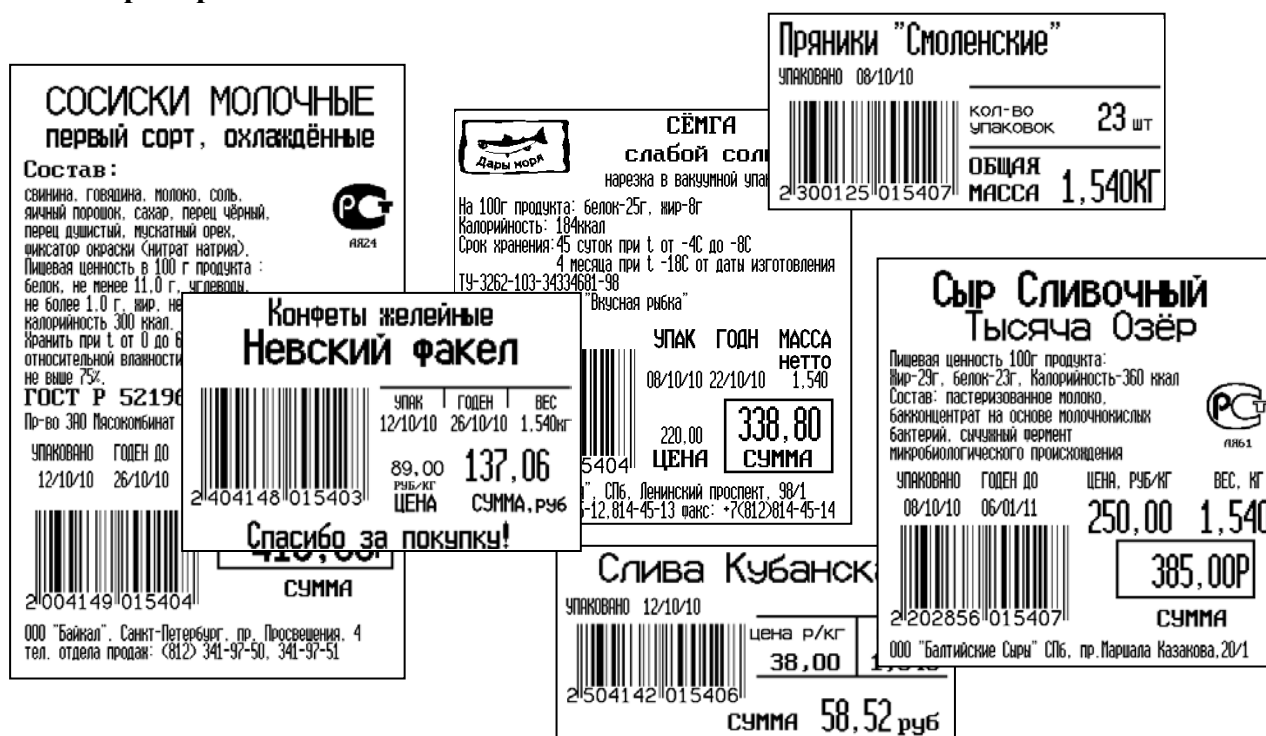 СОСИСКИ МОЛОЧНЫЕ
первый сорт, охлаждённые
Состав:
свинина, говядина, молоко, соль,
яичный порошок, сахар, перец чёрный,
перец душистый, мускатный орех,
фиксатор окраски (нитрат натрия).
Пищевая ценность в 100 г продукта :
белок, не менее 11,0 г, углеводы,
не более 1.0 г, жир, не
калорийность 300 ккал.
Хранить при t от 0 до 6
относительной влажности
не выше 75%.
ГОСТ Р 52196
Пр-во ЗАО Мясокомбинат
УПАКОВАНО ГОДЕН ДО
12/10/10 26/10/10
АЯ24
2 004149 015404
СУММА
ООО "Байкал", Санкт-Петербург, пр. Просвещения, 4
тел. отдела продаж: (812) 341-97-50, 341-97-51
Конфеты желейные
Невский факел
УПАК ГОДЕН ВЕС
12/10/10 26/10/10 1.540кг
89,00 137,06
РУБ/КГ
ЦЕНА СУММА,РУБ
2 404148 015403
Спасибо за покупку!
Дары моря
СЁМГА
слабой
нарезка в вакуумной
На 100г продукта: белок-25г, жир-8г
Калорийность: 184ккал
Срок хранения:45 суток при t от -4С до -8С
4 месяца при t -18С от даты изготовления
ТУ-3262-103-34334681-98
"Вкусная рыбка"
УПАК ГОДН МАССА
нетто
08/10/10 22/10/10 1,540
220,00 338,80
ЦЕНА СУММА
5404
СПб, Ленинский проспект, 98/1
-12,814-45-13 факс: +7(812)814-45-14
Пряники "Смоленские"
УПАКОВАНО 08/10/10
кол-во
упаковок 23 шт
ОБЩАЯ
МАССА 1,540КГ
2 300125 015407
Сыр Сливочный
Тысяча Озёр
Пищевая ценность 100г продукта:
Жир-29г, белок-23г, Калорийность-360 ккал
Состав: пастеризованное молоко,
бакконцентрат на основе молочнокислых
бактерий, сычужный фермент
микробиологического происхождения
ЛЯ61
УПАКОВАНО ГОДЕН ДО ЦЕНА, РУБ/КГ ВЕС, КГ
08/10/10 06/01/11 250,00 1,540
385,00Р
СУММА
2 202856 015407
ООО "Балтийские Сыры" СПб, пр.Маршала Казакова,20/1
Слива Кубанск
УПАКОВАНО 12/10/10
цена р/кг
38,00
2 504142 015406
СУММА 58,52 руб